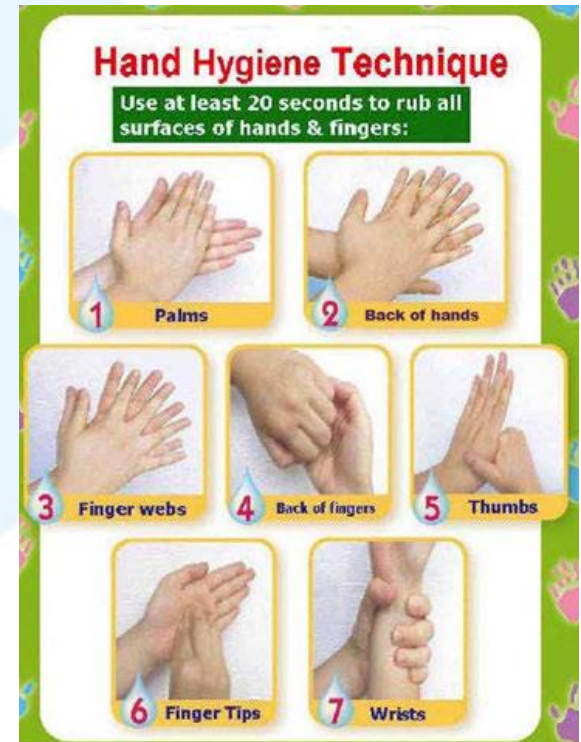 Hand Hygiene Technique
Use at least 20 seconds to rub all
surfaces of hands & fingers:
1 Palms
2 Back of hands
3 Finger webs
4 Back of fingers
5 Thumbs
6 Finger Tips
7 Wrists